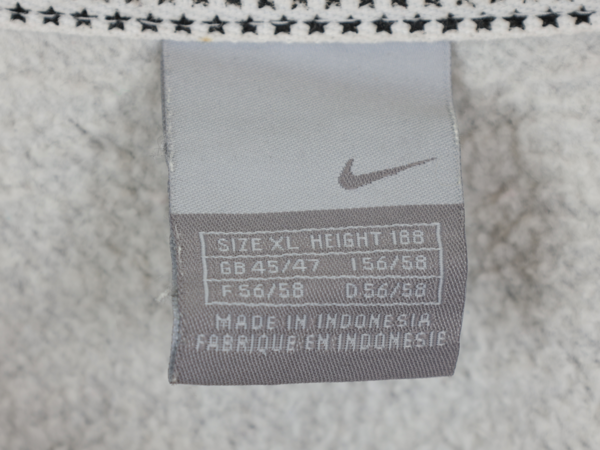 SIZE XL HEIGHT 188
GB 45/47 I 56/58
F 56/58 D 56/58
MADE IN INDONESIA
FABRIQUE EN INDONESIE